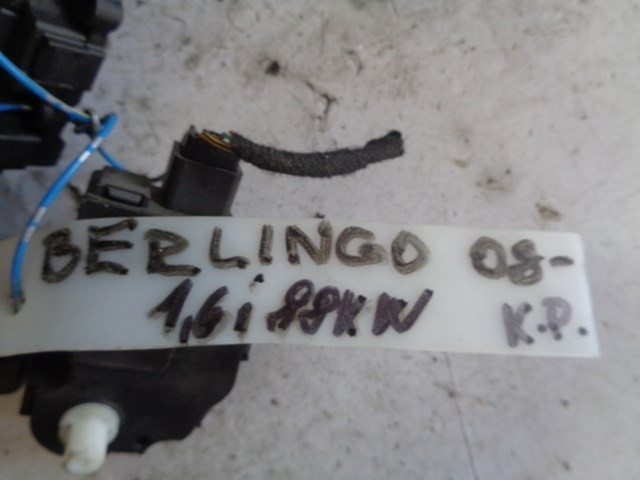 BERLINGO 08-
1,6i 88KW K.P.